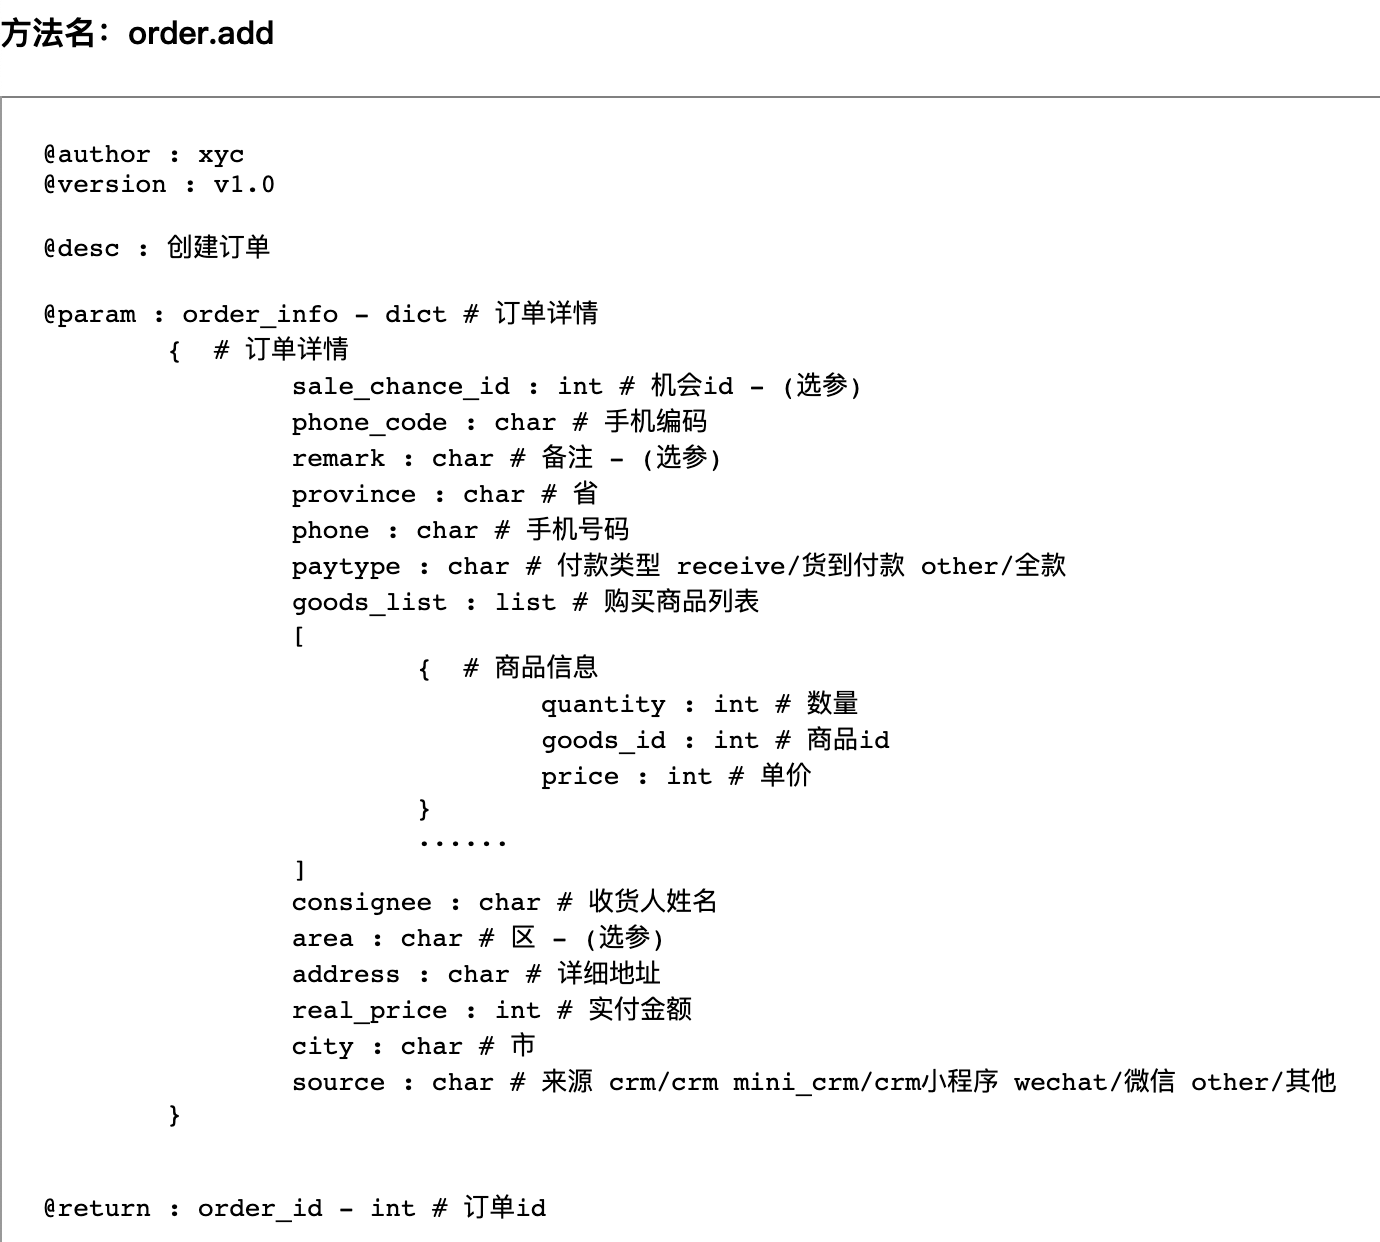 方法名：order.add
@author : xyc
@version : v1.0
@desc : 创建订单
@param : order_info - dict # 订单详情
{ # 订单详情
sale_chance_id : int # 机会id - (选参)
phone_code : char # 手机编码
remark : char # 备注 - (选参)
province : char # 省
phone : char # 手机号码
paytype : char # 付款类型 receive/货到付款 other/全款
goods_list : list # 购买商品列表
[
{ # 商品信息
quantity : int # 数量
goods_id : int # 商品id
price : int # 单价
}
......
]
consignee : char # 收货人姓名
area : char # 区 - (选参)
address : char # 详细地址
real_price : int # 实付金额
city : char # 市
source : char # 来源 crm/crm mini_crm/crm小程序 wechat/微信 other/其他
}
@return : order_id - int # 订单id